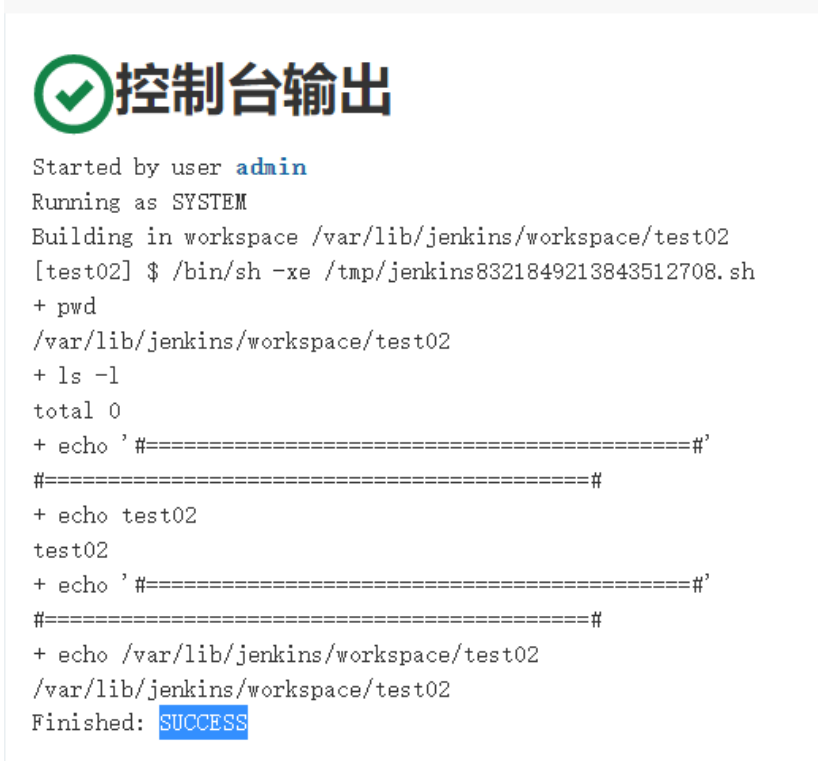 控制台输出
Started by user admin
Running as SYSTEM
Building in workspace /var/lib/jenkins/workspace/test02
[test02] $ /bin/sh -xe /tmp/jenkins8321849213843512708.sh
+ pwd
/var/lib/jenkins/workspace/test02
+ ls -l
total 0
+ echo '#===========================================#'
#===========================================#
+ echo test02
test02
+ echo '#===========================================#'
#===========================================#
+ echo /var/lib/jenkins/workspace/test02
/var/lib/jenkins/workspace/test02
Finished: SUCCESS